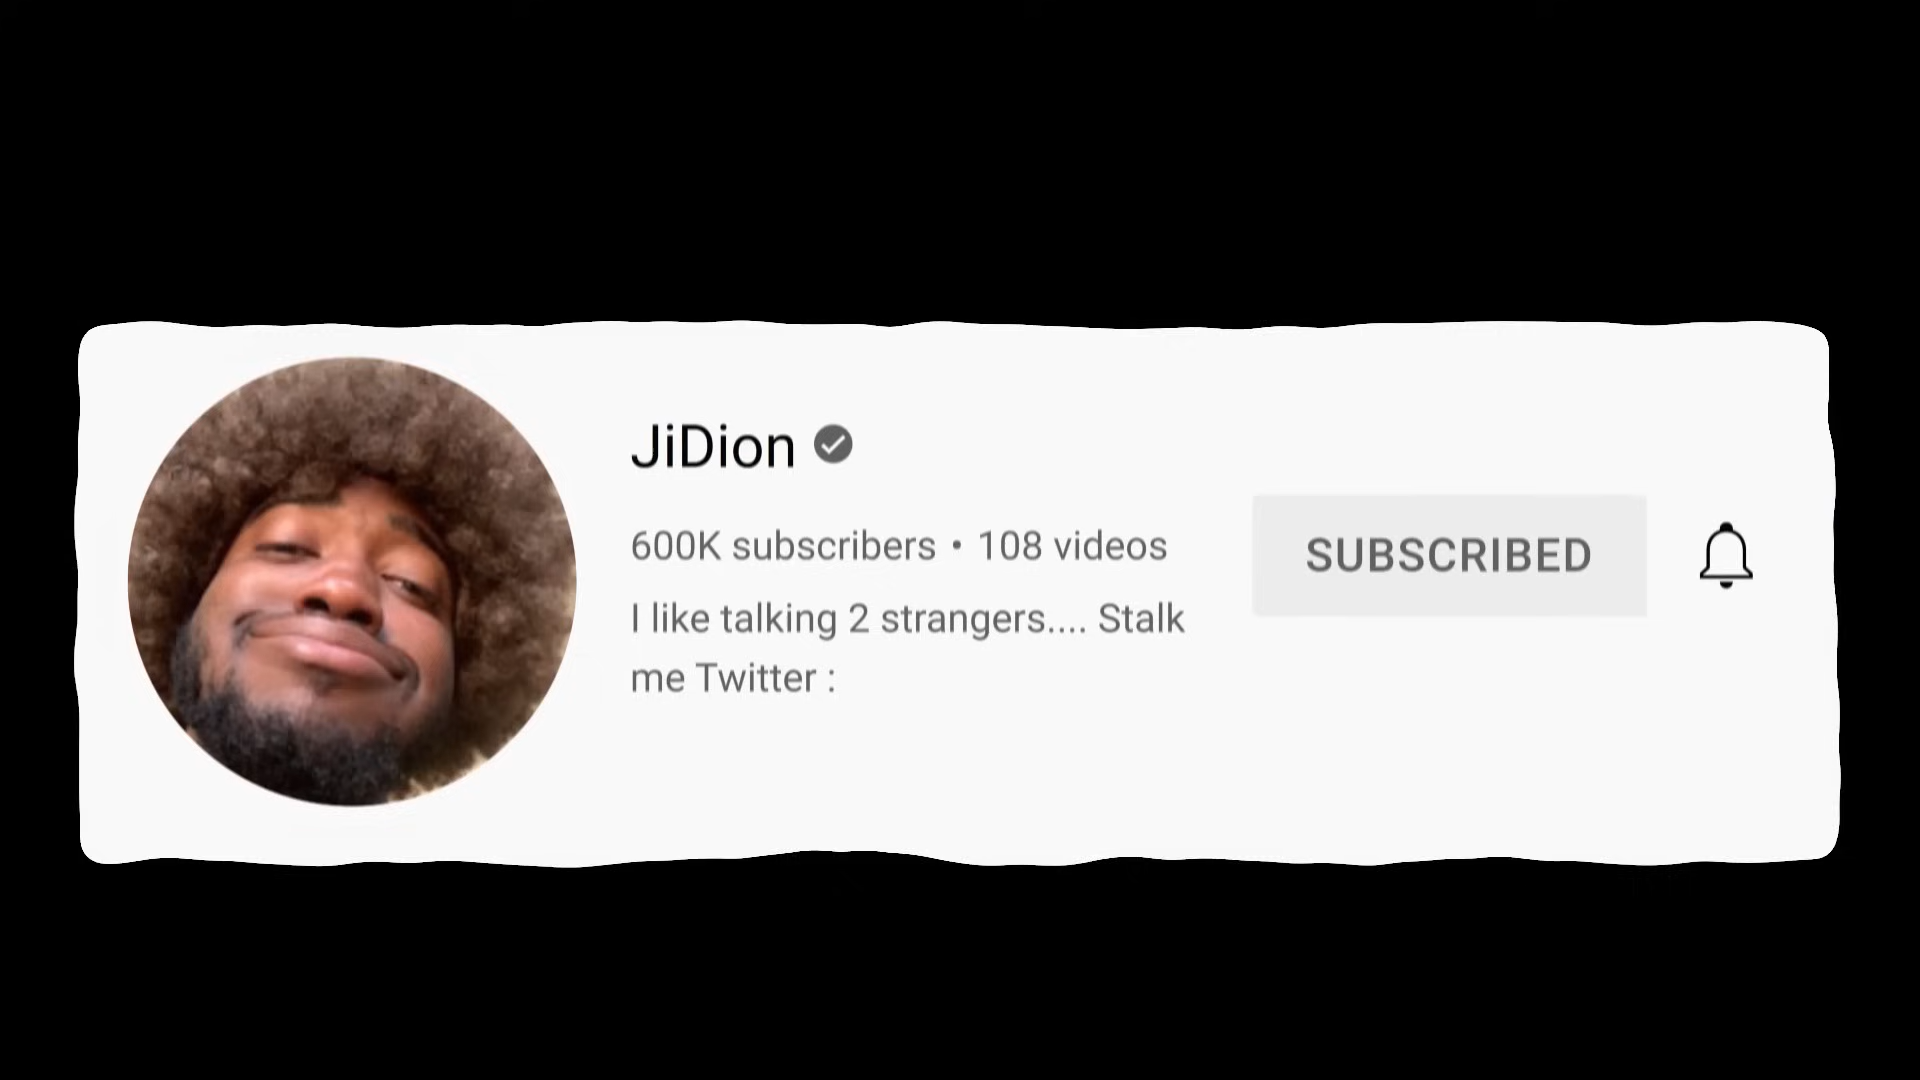 JiDion
600K subscribers • 108 videos
I like talking 2 strangers.... Stalk
me Twitter :
SUBSCRIBED